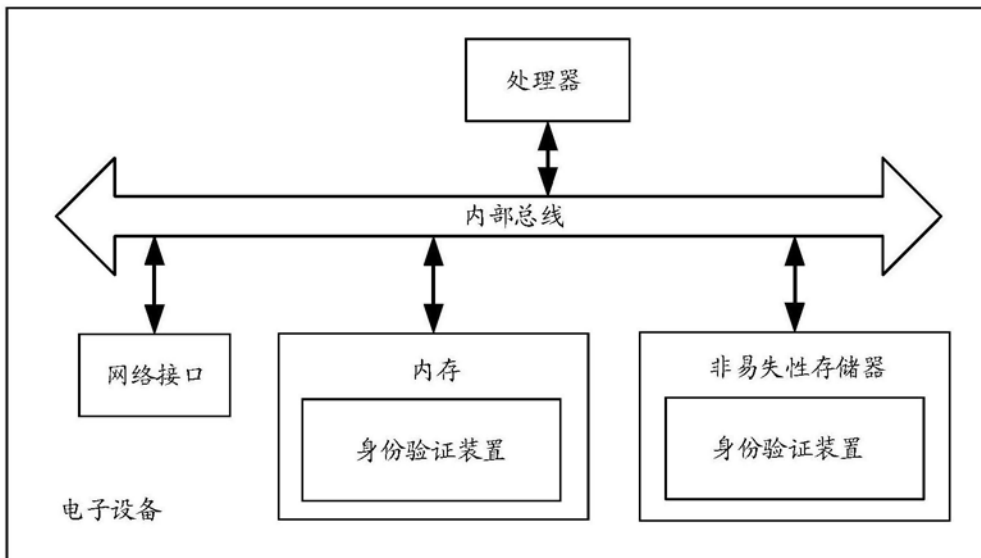 处理器
内部总线
网络接口
内存
非易失性存储器
身份验证装置
身份验证装置
电子设备